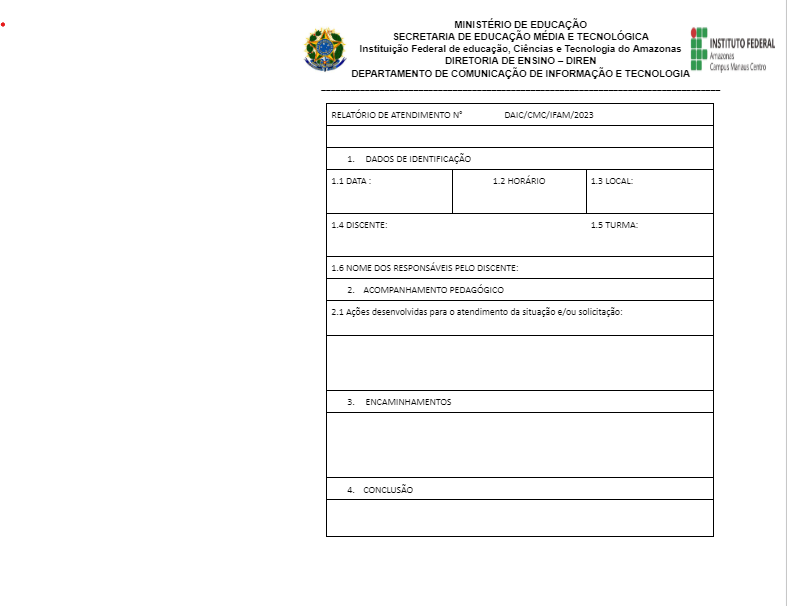 MINISTÉRIO DE EDUCAÇÃO
SECRETARIA DE EDUCAÇÃO MÉDIA E TECNOLÓGICA
Instituição Federal de educação, Ciências e Tecnologia do Amazonas
DIRETORIA DE ENSINO – DIREN
DEPARTAMENTO DE COMUNICAÇÃO DE INFORMAÇÃO E TECNOLOGIA
INSTITUTO FEDERAL
Amazonas
Campus Manaus Centro
RELATÓRIO DE ATENDIMENTO N° DAIC/CMC/IFAM/2023
1. DADOS DE IDENTIFICAÇÃO
1.1 DATA : 1.2 HORÁRIO 1.3 LOCAL:
1.4 DISCENTE: 1.5 TURMA:
1.6 NOME DOS RESPONSÁVEIS PELO DISCENTE:
2. ACOMPANHAMENTO PEDAGÓGICO
2.1 Ações desenvolvidas para o atendimento da situação e/ou solicitação:
3. ENCAMINHAMENTOS
4. CONCLUSÃO